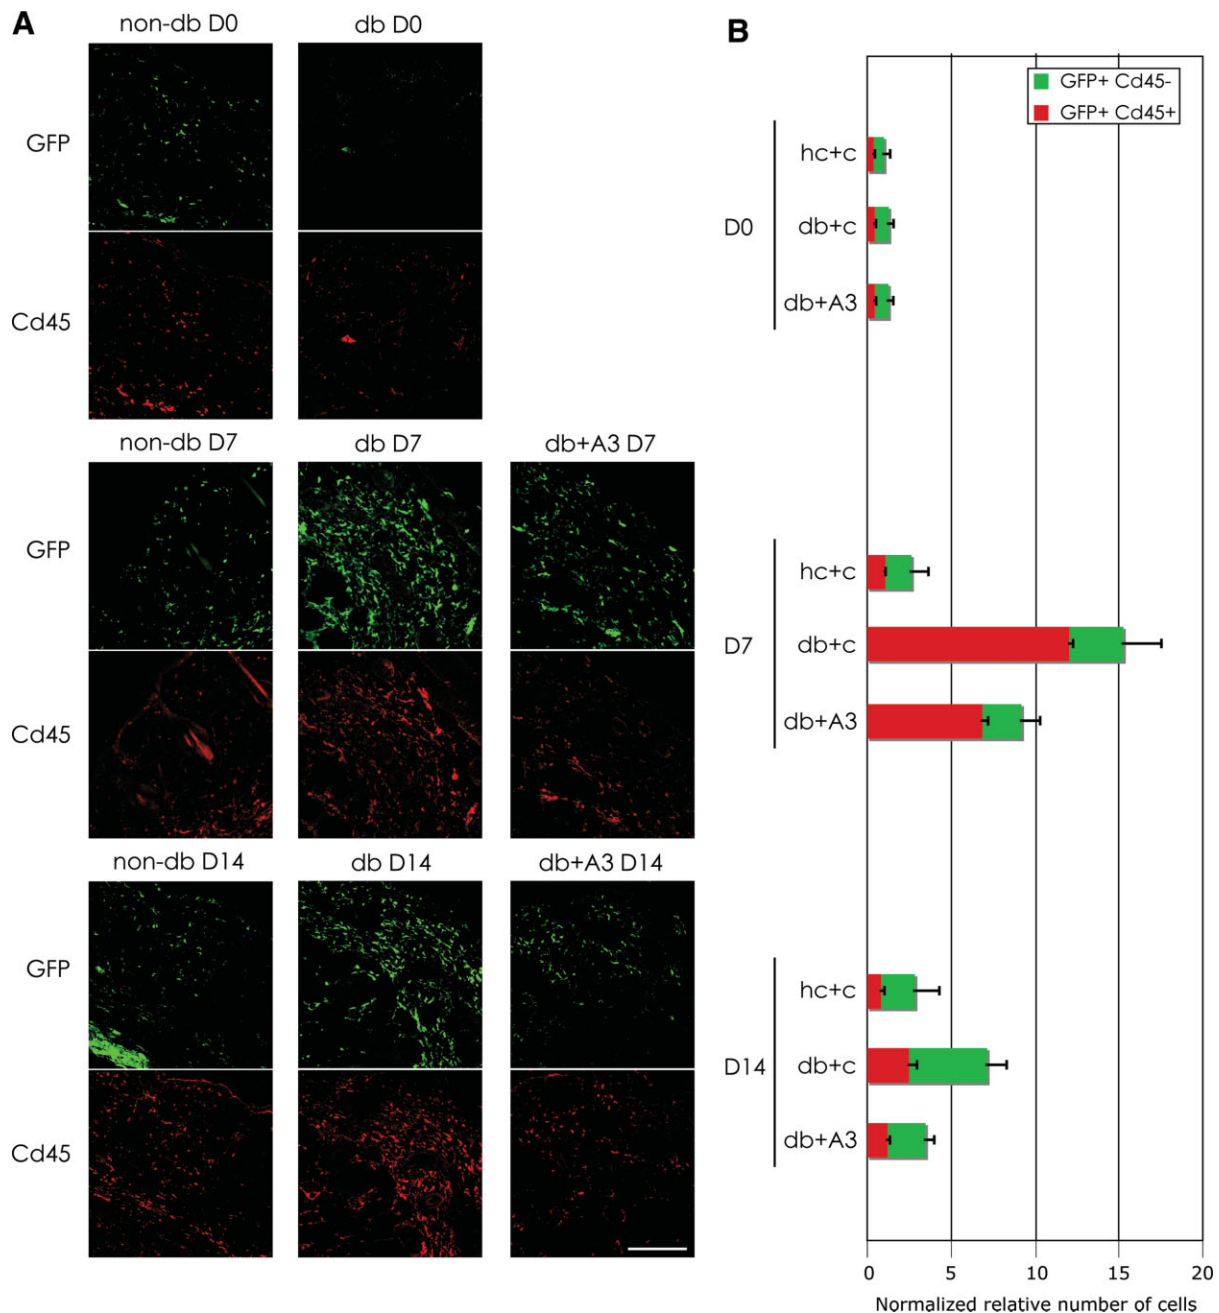 A
non-db D0
db D0
GFP
Cd45
non-db D7
db D7
db+A3 D7
GFP
Cd45
non-db D14
db D14
db+A3 D14
GFP
Cd45
B
GFP+ Cd45-
GFP+ Cd45+
D0
hc+c
db+c
db+A3
D7
hc+c
db+c
db+A3
D14
hc+c
db+c
db+A3
0 5 10 15 20
Normalized relative number of cells